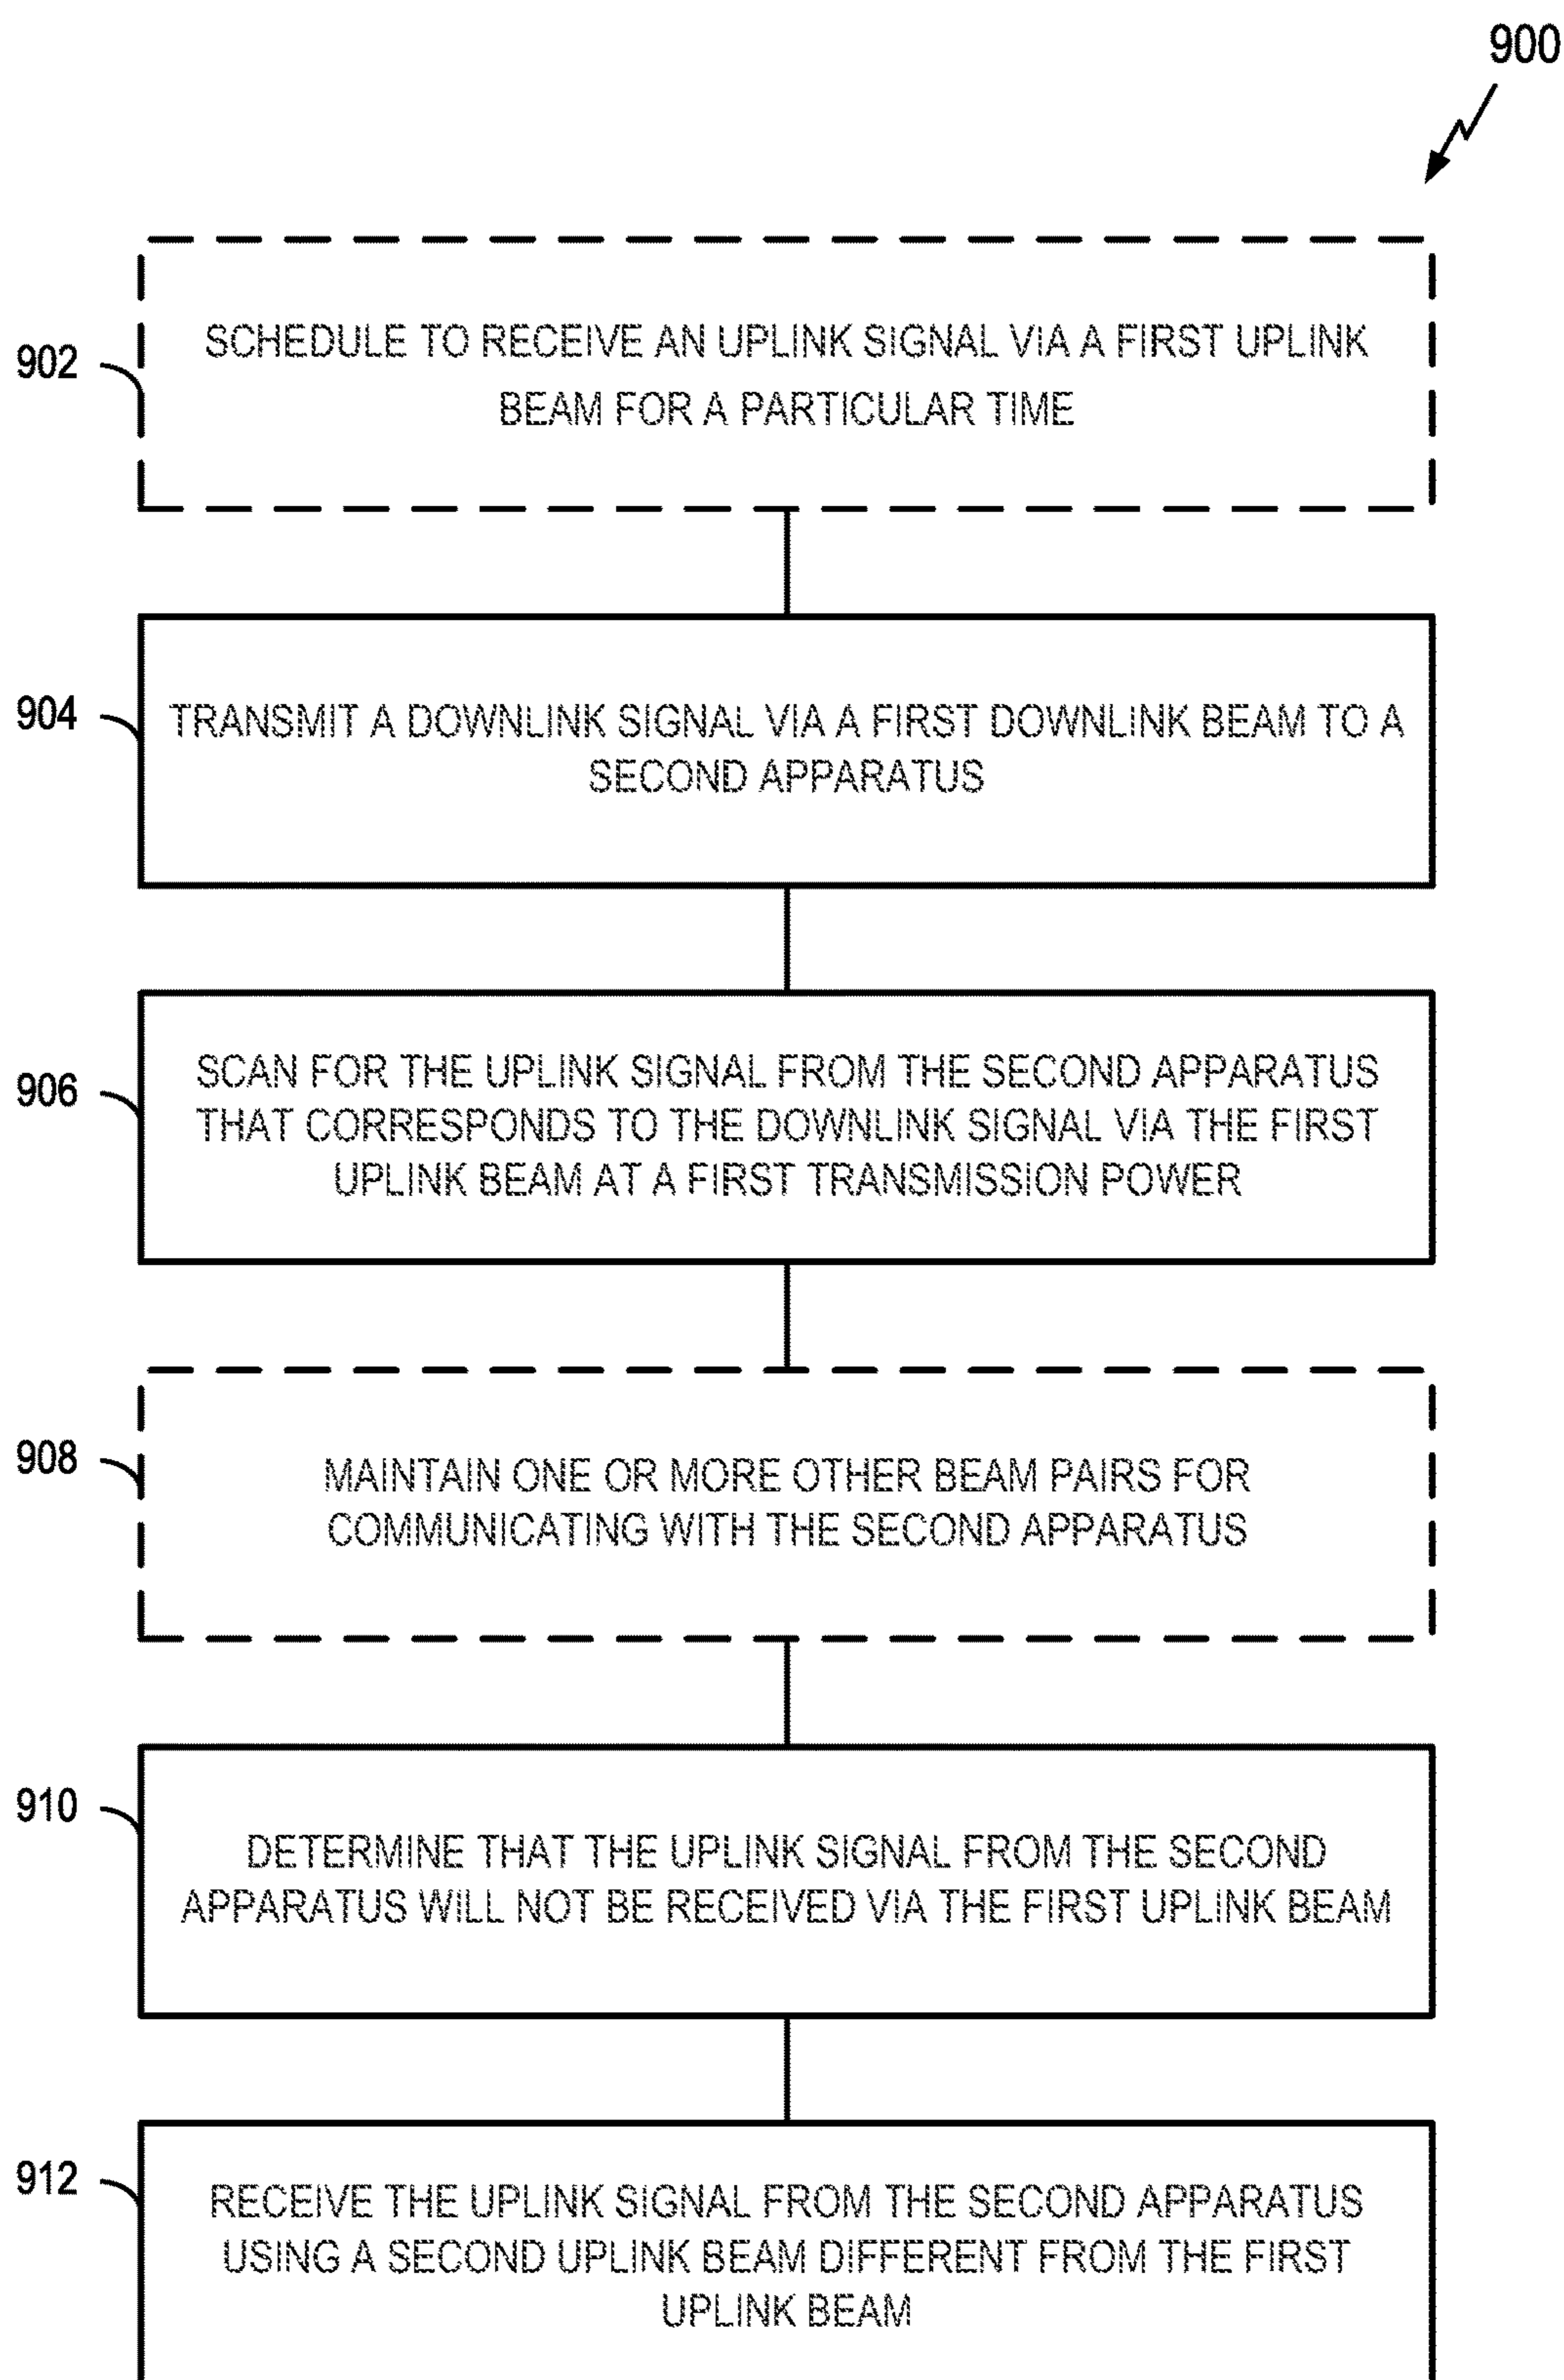 900
902
SCHEDULE TO RECEIVE AN UPLINK SIGNAL VIA A FIRST UPLINK
BEAM FOR A PARTICULAR TIME
904
TRANSMIT A DOWNLINK SIGNAL VIA A FIRST DOWNLINK BEAM TO A
SECOND APPARATUS
906
SCAN FOR THE UPLINK SIGNAL FROM THE SECOND APPARATUS
THAT CORRESPONDS TO THE DOWNLINK SIGNAL VIA THE FIRST
UPLINK BEAM AT A FIRST TRANSMISSION POWER
908
MAINTAIN ONE OR MORE OTHER BEAM PAIRS FOR
COMMUNICATING WITH THE SECOND APPARATUS
910
DETERMINE THAT THE UPLINK SIGNAL FROM THE SECOND
APPARATUS WILL NOT BE RECEIVED VIA THE FIRST UPLINK BEAM
912
RECEIVE THE UPLINK SIGNAL FROM THE SECOND APPARATUS
USING A SECOND UPLINK BEAM DIFFERENT FROM THE FIRST
UPLINK BEAM